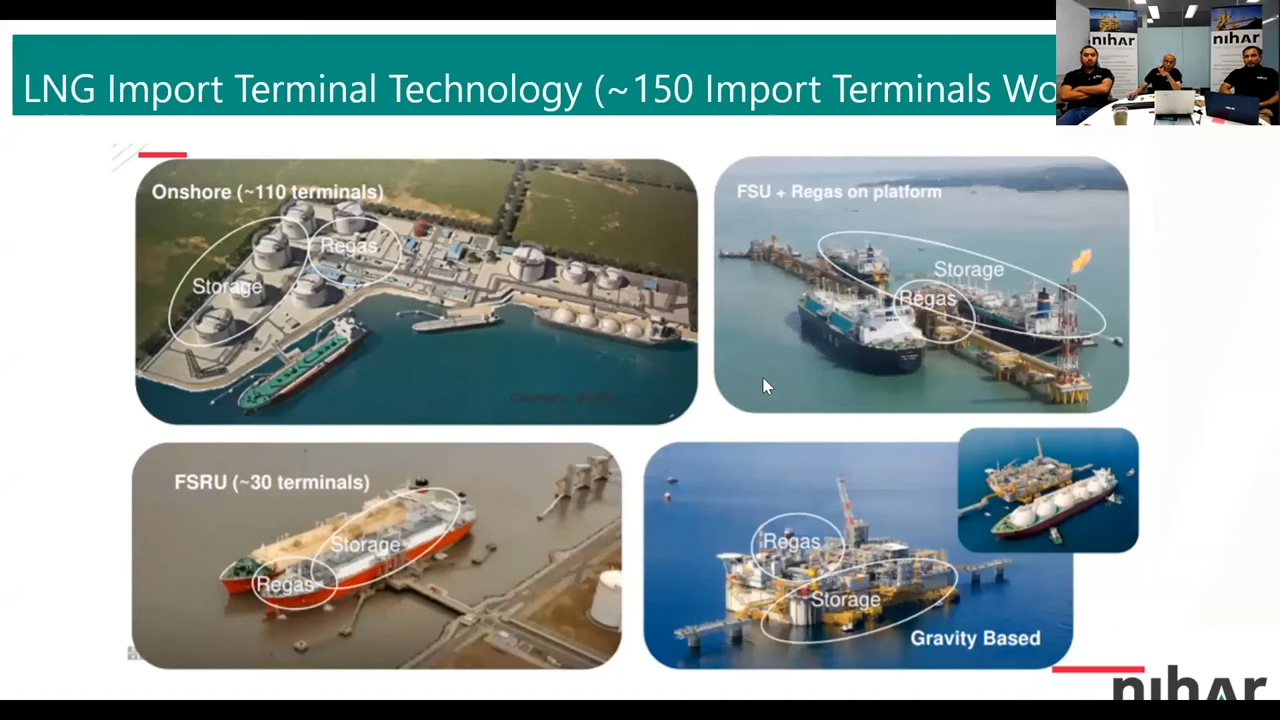 LNG Import Terminal Technology (~150 Import Terminals Wo
nihar
nihar
Onshore (~110 terminals)
Regas
Storage
FSU + Regas on platform
Storage
Regas
FSRU (~30 terminals)
Storage
Regas
Regas
Storage
Gravity Based
nihar